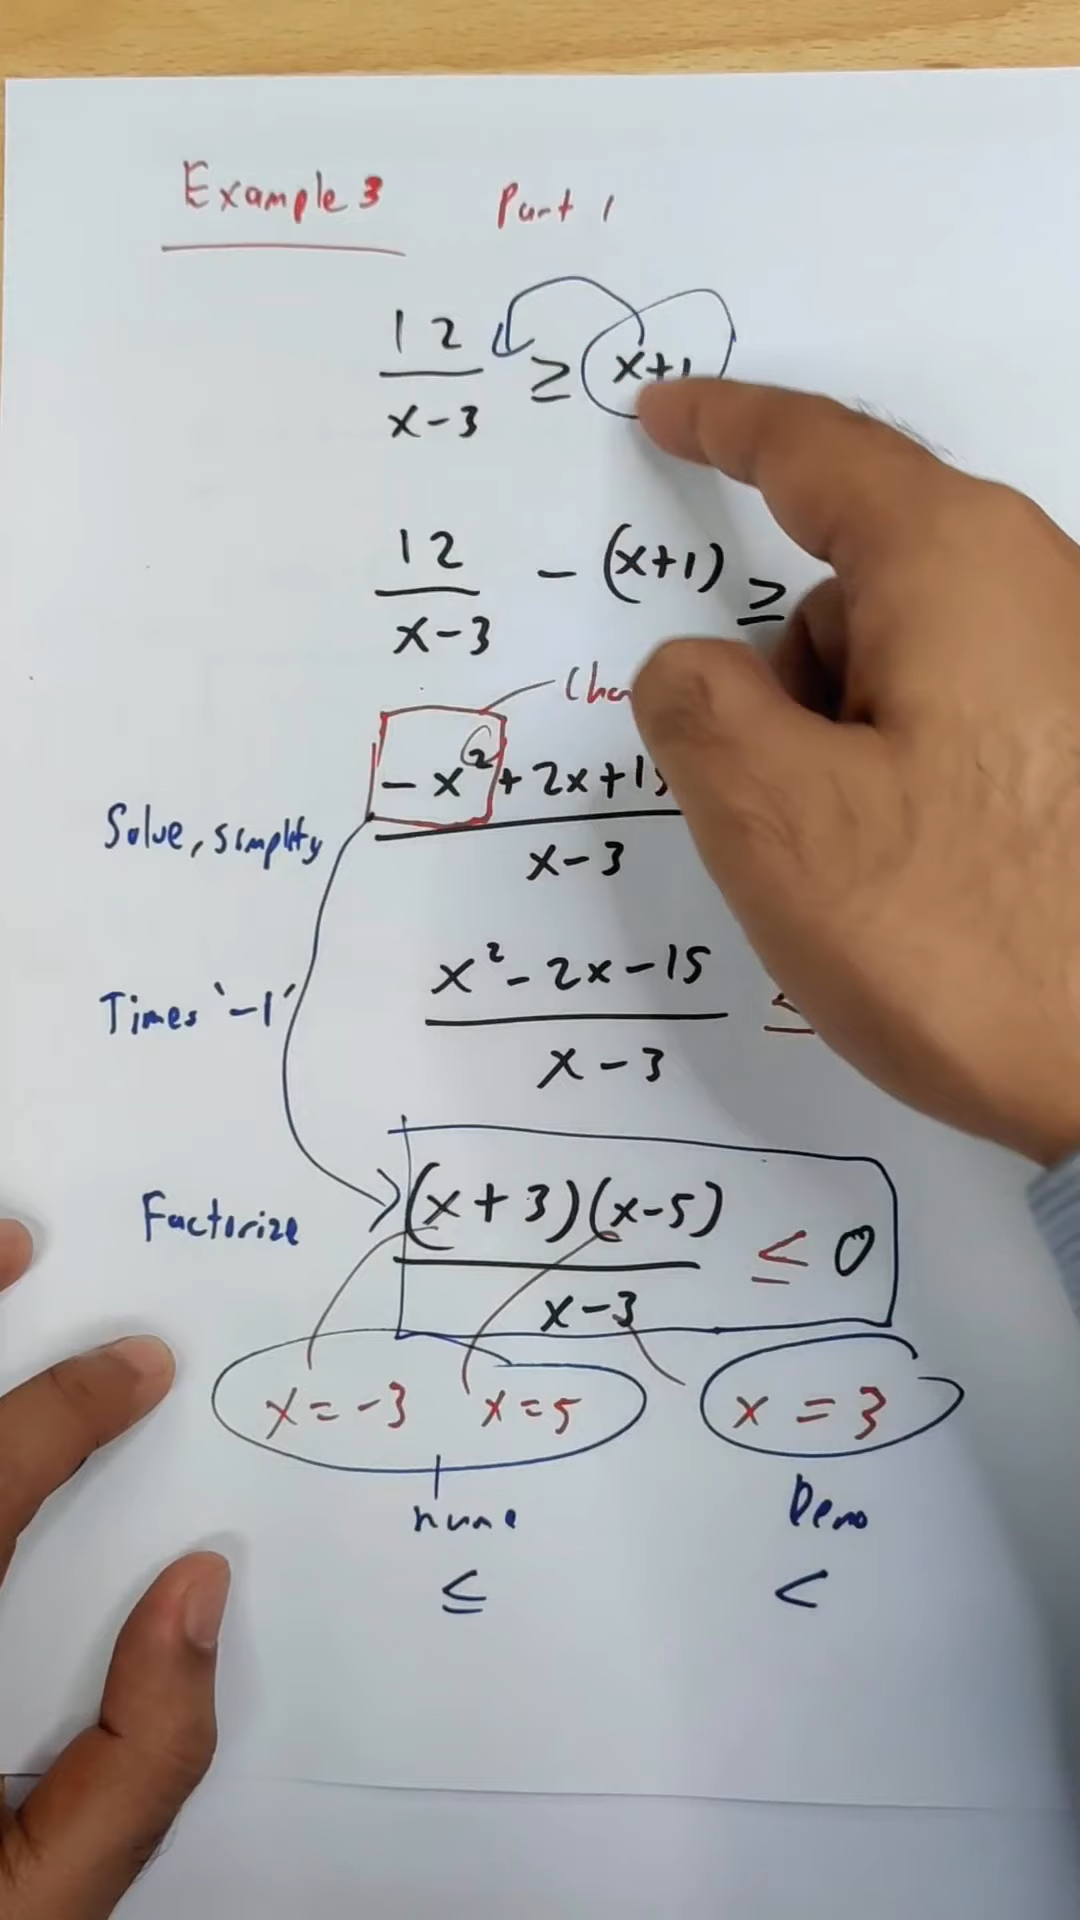 Example 3 Part 1
12
x-3
≥ x+1
12
x-3
- (x+1) ≥
Solve, simplify
-x² + 2x + 15
x-3
Times '-1'
x² - 2x - 15
x - 3
≤
Factorize
(x+3)(x-5)
x-3
≤ 0
x = -3 x = 5 x = 3
nume Deno
≤ <